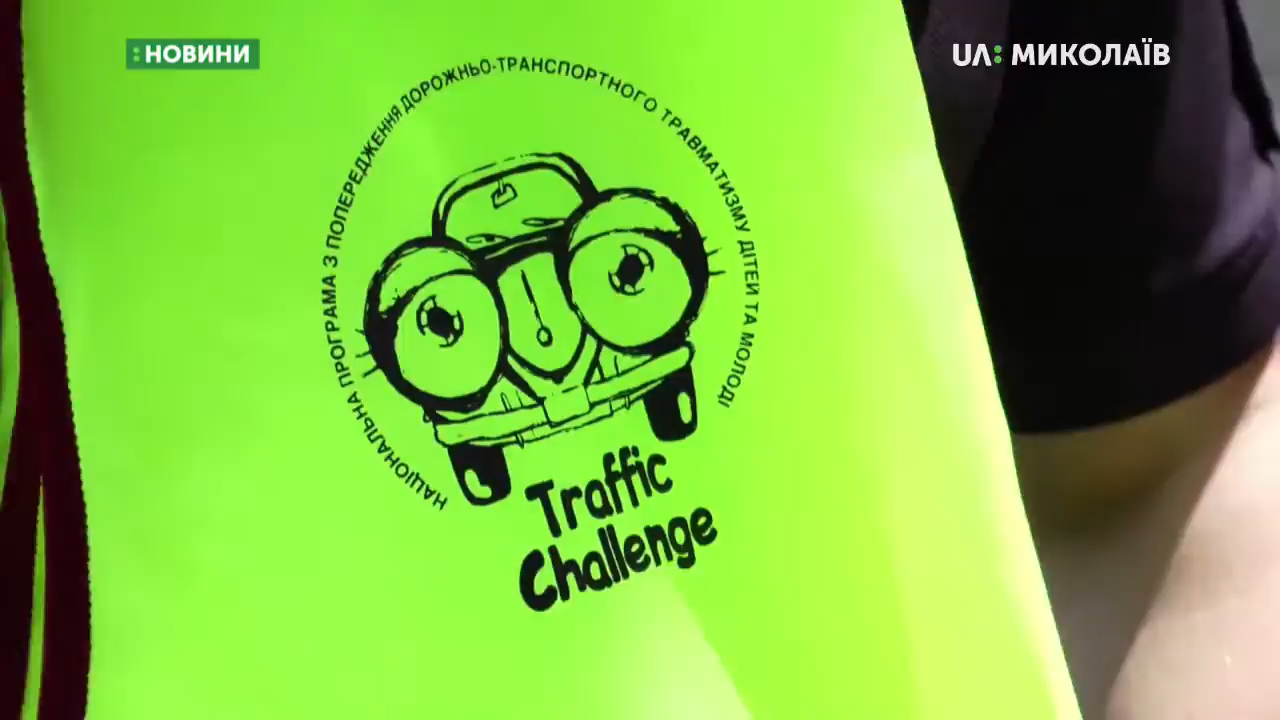 :НОВИНИ
UA: МИКОЛАЇВ
НАЦІОНАЛЬНА ПРОГРАМА З ПОПЕРЕДЖЕННЯ ДОРОЖНЬО-ТРАНСПОРТНОГО ТРАВМАТИЗМУ ДІТЕЙ ТА МОЛОДІ
Traffic
Challenge